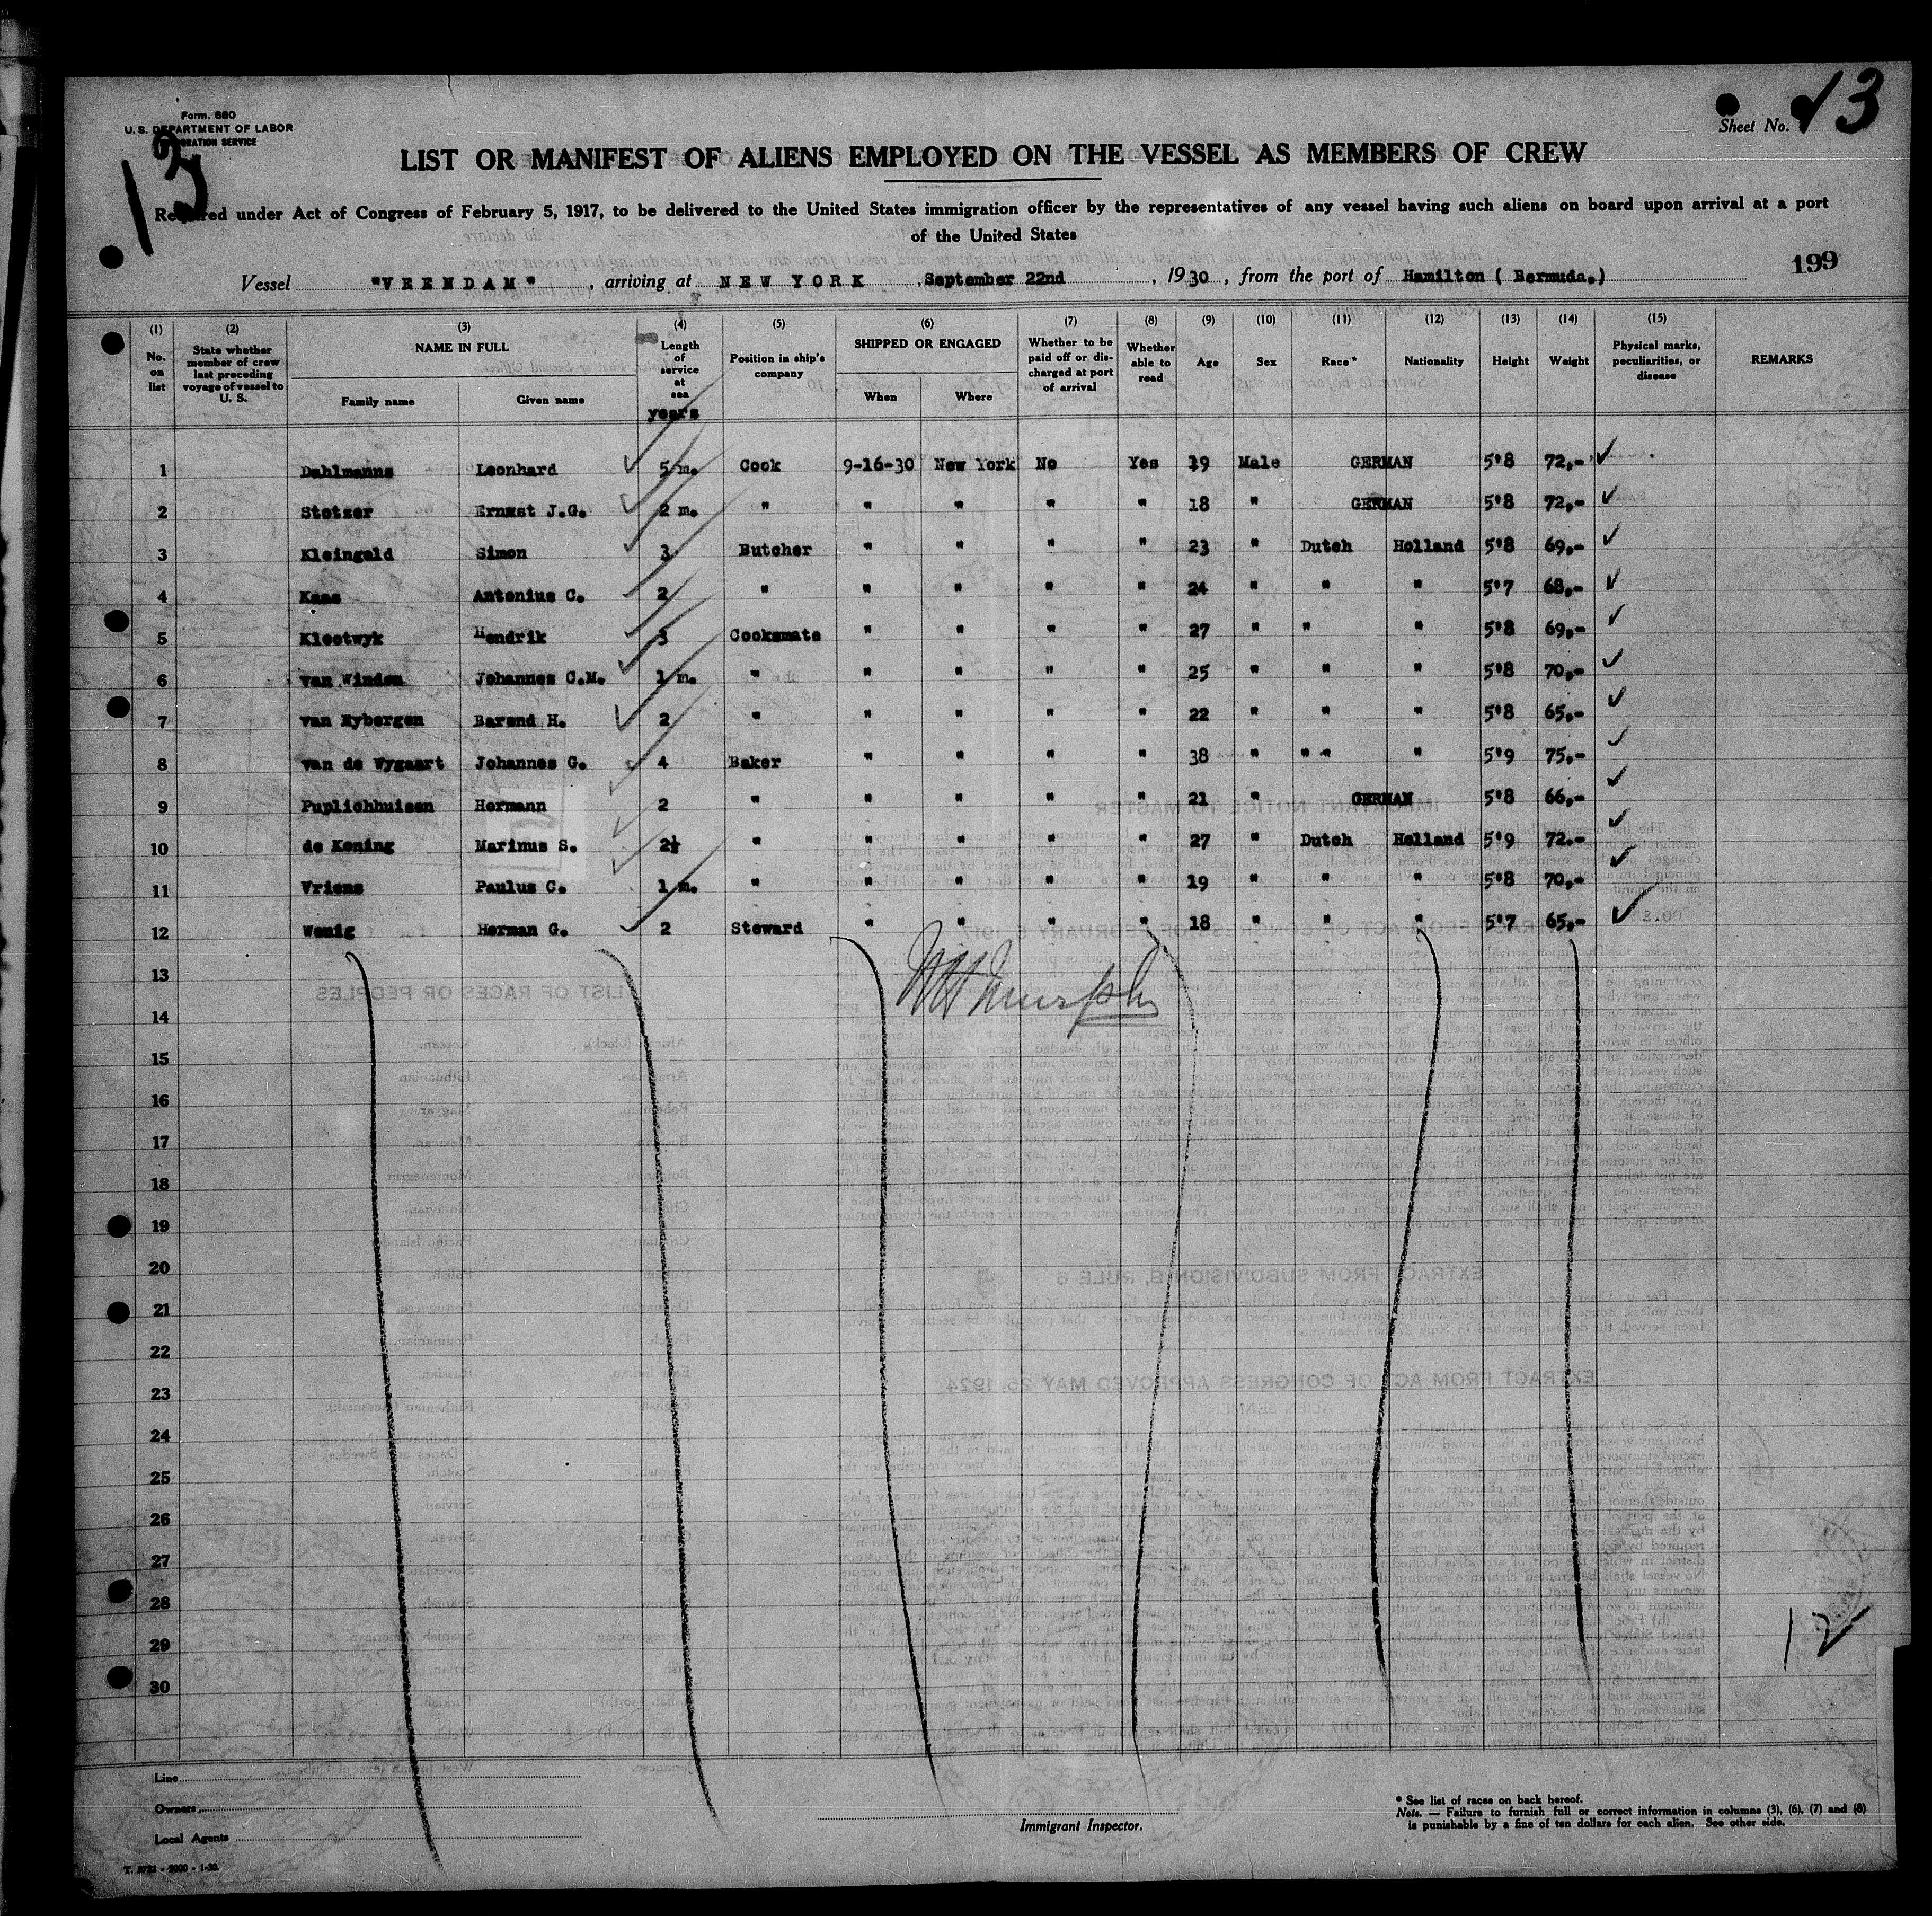 Form. 680
U. S. DEPARTMENT OF LABOR
IMMIGRATION SERVICE
13
Sheet No. 13
LIST OR MANIFEST OF ALIENS EMPLOYED ON THE VESSEL AS MEMBERS OF CREW
Required under Act of Congress of February 5, 1917, to be delivered to the United States immigration officer by the representatives of any vessel having such aliens on board upon arrival at a port
of the United States
199
Vessel "VEENDAM", arriving at NEW YORK, September 22nd, 1930, from the port of Hamilton ( Bermuda.)
(1) (2) (3) (4) (5) (6) (7) (8) (9) (10) (11) (12) (13) (14) (15)
No. on list
State whether member of crew last preceding voyage of vessel to U. S.
NAME IN FULL
Family name Given name
Length of service at sea
years
Position in ship's company
SHIPPED OR ENGAGED
When Where
Whether to be paid off or discharged at port of arrival
Whether able to read
Age
Sex
Race*
Nationality
Height
Weight
Physical marks, peculiarities, or disease
REMARKS
1 Dahlmanns Leonhard 5 m. Cook 9-16-30 New York No Yes 19 Male GERMAN 5'8 72,-
2 Stotzer Ernst J.G. 2 m. " " " " " 18 " GERMAN 5'8 72,-
3 Kleingeld Simon 3 Butcher " " " " 23 " Dutch Holland 5'8 69,-
4 Kaas Antonius C. 2 " " " " " 24 " " " 5'7 68,-
5 Kleetwyk Hendrik 3 Cooksmate " " " " 27 " " " 5'8 69,-
6 van Winden Johannes C.M. 1 m. " " " " " 25 " " " 5'8 70,-
7 van Eybergen Barend H. 2 " " " " " 22 " " " 5'8 65,-
8 van de Wygaart Johannes G. 4 Baker " " " " 38 " " " " 5'9 75,-
9 Puplichhuisen Hermann 2 " " " " " 21 " GERMAN 5'8 66,-
10 de Koning Marinus S. 2½ " " " " " 27 " Dutch Holland 5'9 72.-
11 Vriens Paulus C. 1 m. " " " " " 19 " " " 5'8 70,-
12 Wenig Herman G. 2 Steward " " " " 18 " " " 5'7 65,-
13
14
15
16
17
18
19
20
21
22
23
24
25
26
27
28
29
30
12
Line
Owners
Local Agents
Immigrant Inspector.
* See list of races on back hereof.
Note. — Failure to furnish full or correct information in columns (3), (6), (7) and (8)
is punishable by a fine of ten dollars for each alien. See other side.